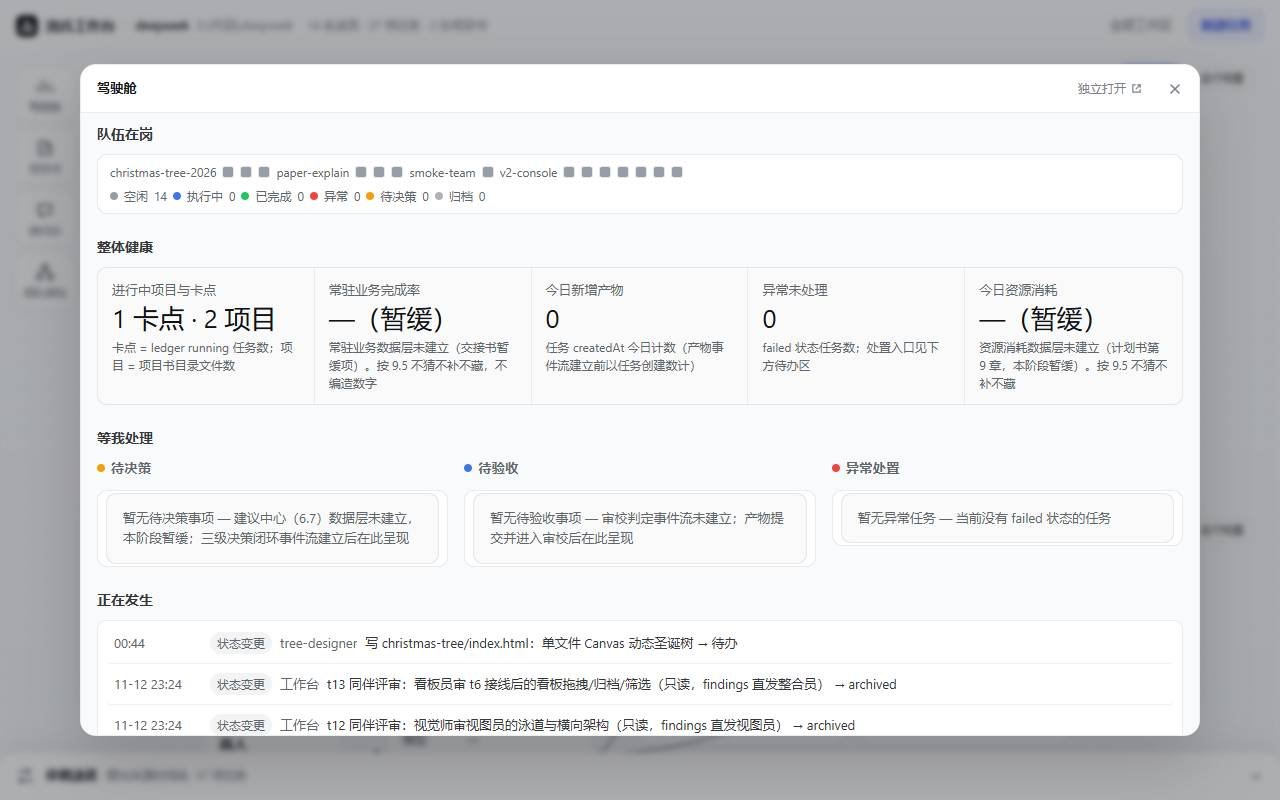 驾驶舱
独立打开
队伍在岗
christmas-tree-2026 paper-explain smoke-team v2-console
空闲 14 执行中 0 已完成 0 异常 0 待决策 0 归档 0
整体健康
进行中项目与卡点
1 卡点 · 2 项目
卡点 = ledger running 任务数；项
目 = 项目书目录文件数
常驻业务完成率
—（暂缓）
常驻业务数据层未建立（交接书暂
缓项）。按 9.5 不猜不补不藏，不
编造数字
今日新增产物
0
任务 createdAt 今日计数（产物事
件流建立前以任务创建数计）
异常未处理
0
failed 状态任务数；处置入口见下
方待办区
今日资源消耗
—（暂缓）
资源消耗数据层未建立（计划书第
9 章，本阶段暂缓）。按 9.5 不猜不
补不藏
等我处理
待决策
暂无待决策事项 — 建议中心（6.7）数据层未建立，
本阶段暂缓；三级决策闭环事件流建立后在此呈现
待验收
暂无待验收事项 — 审校判定事件流未建立；产物提
交并进入审校后在此呈现
异常处置
暂无异常任务 — 当前没有 failed 状态的任务
正在发生
00:44 状态变更 tree-designer 写 christmas-tree/index.html：单文件 Canvas 动态圣诞树 → 待办
11-12 23:24 状态变更 工作台 t13 同伴评审：看板员审 t6 接线后的看板拖拽/归档/筛选（只读，findings 直发整合员） → archived
11-12 23:24 状态变更 工作台 t12 同伴评审：视觉师审视图员的泳道与横向架构（只读，findings 直发视图员） → archived